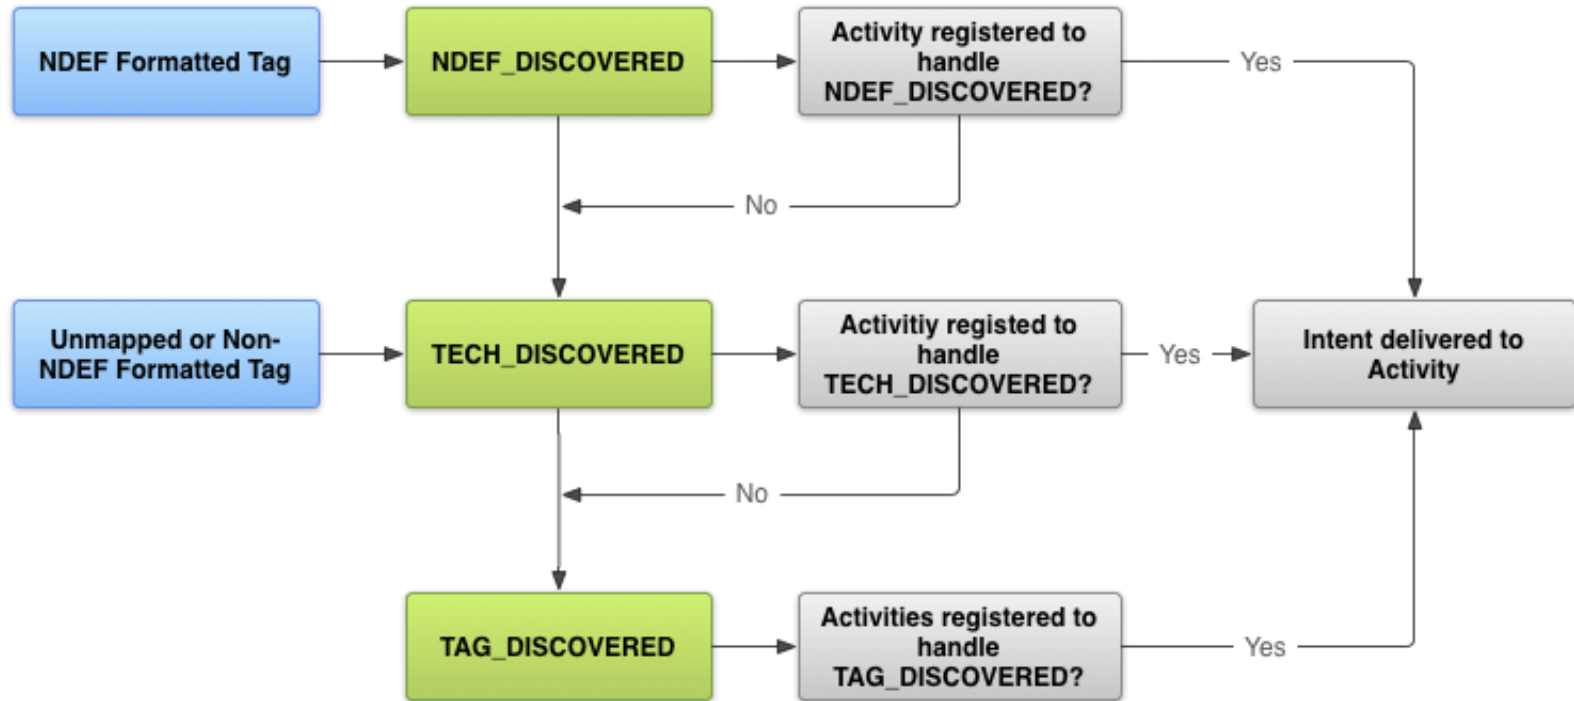 NDEF Formatted Tag
NDEF_DISCOVERED
Activity registered to
handle
NDEF_DISCOVERED?
Yes
No
Unmapped or Non-
NDEF Formatted Tag
TECH_DISCOVERED
Activitiy registed to
handle
TECH_DISCOVERED?
Yes
Intent delivered to
Activity
No
TAG_DISCOVERED
Activities registered to
handle
TAG_DISCOVERED?
Yes